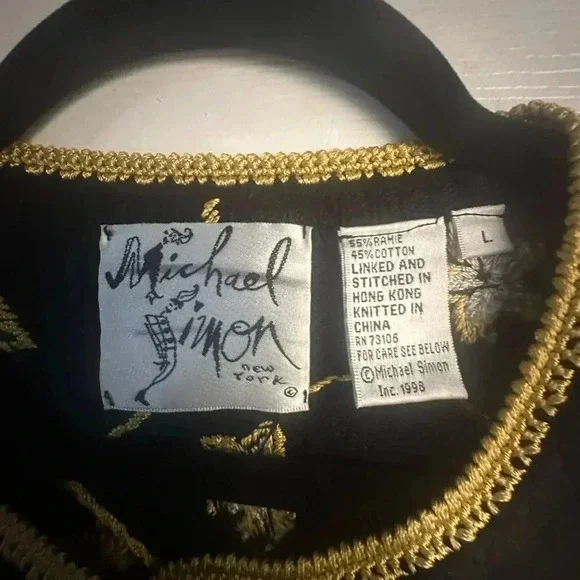 Michael
Simon
new
York
©
55% RAMIE
45% COTTON
LINKED AND
STITCHED IN
HONG KONG
KNITTED IN
CHINA
RN 73105
FOR CARE SEE BELOW
©Michael Simon
Inc. 1998
L